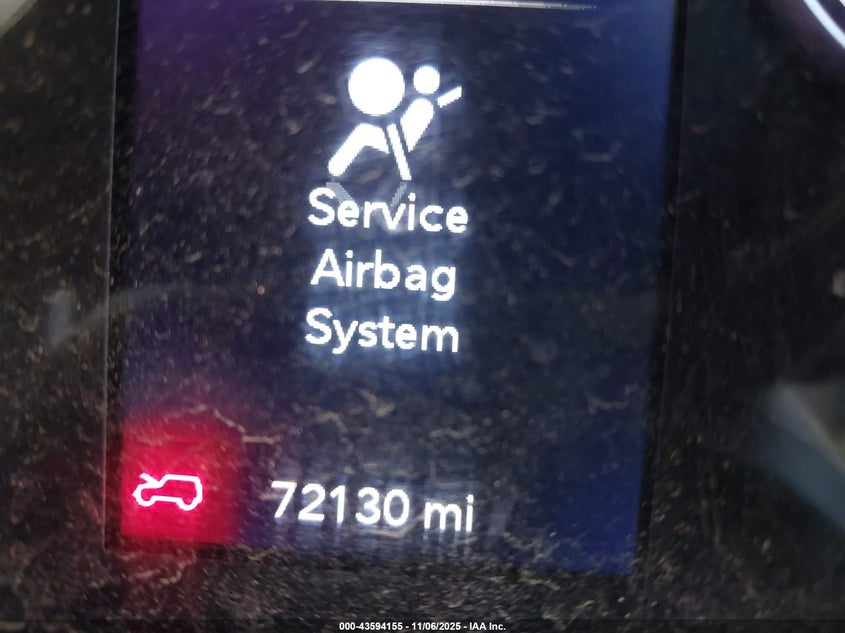 Service
Airbag
System
72130 mi
000-43594155 - 11/06/2025 - IAA Inc.